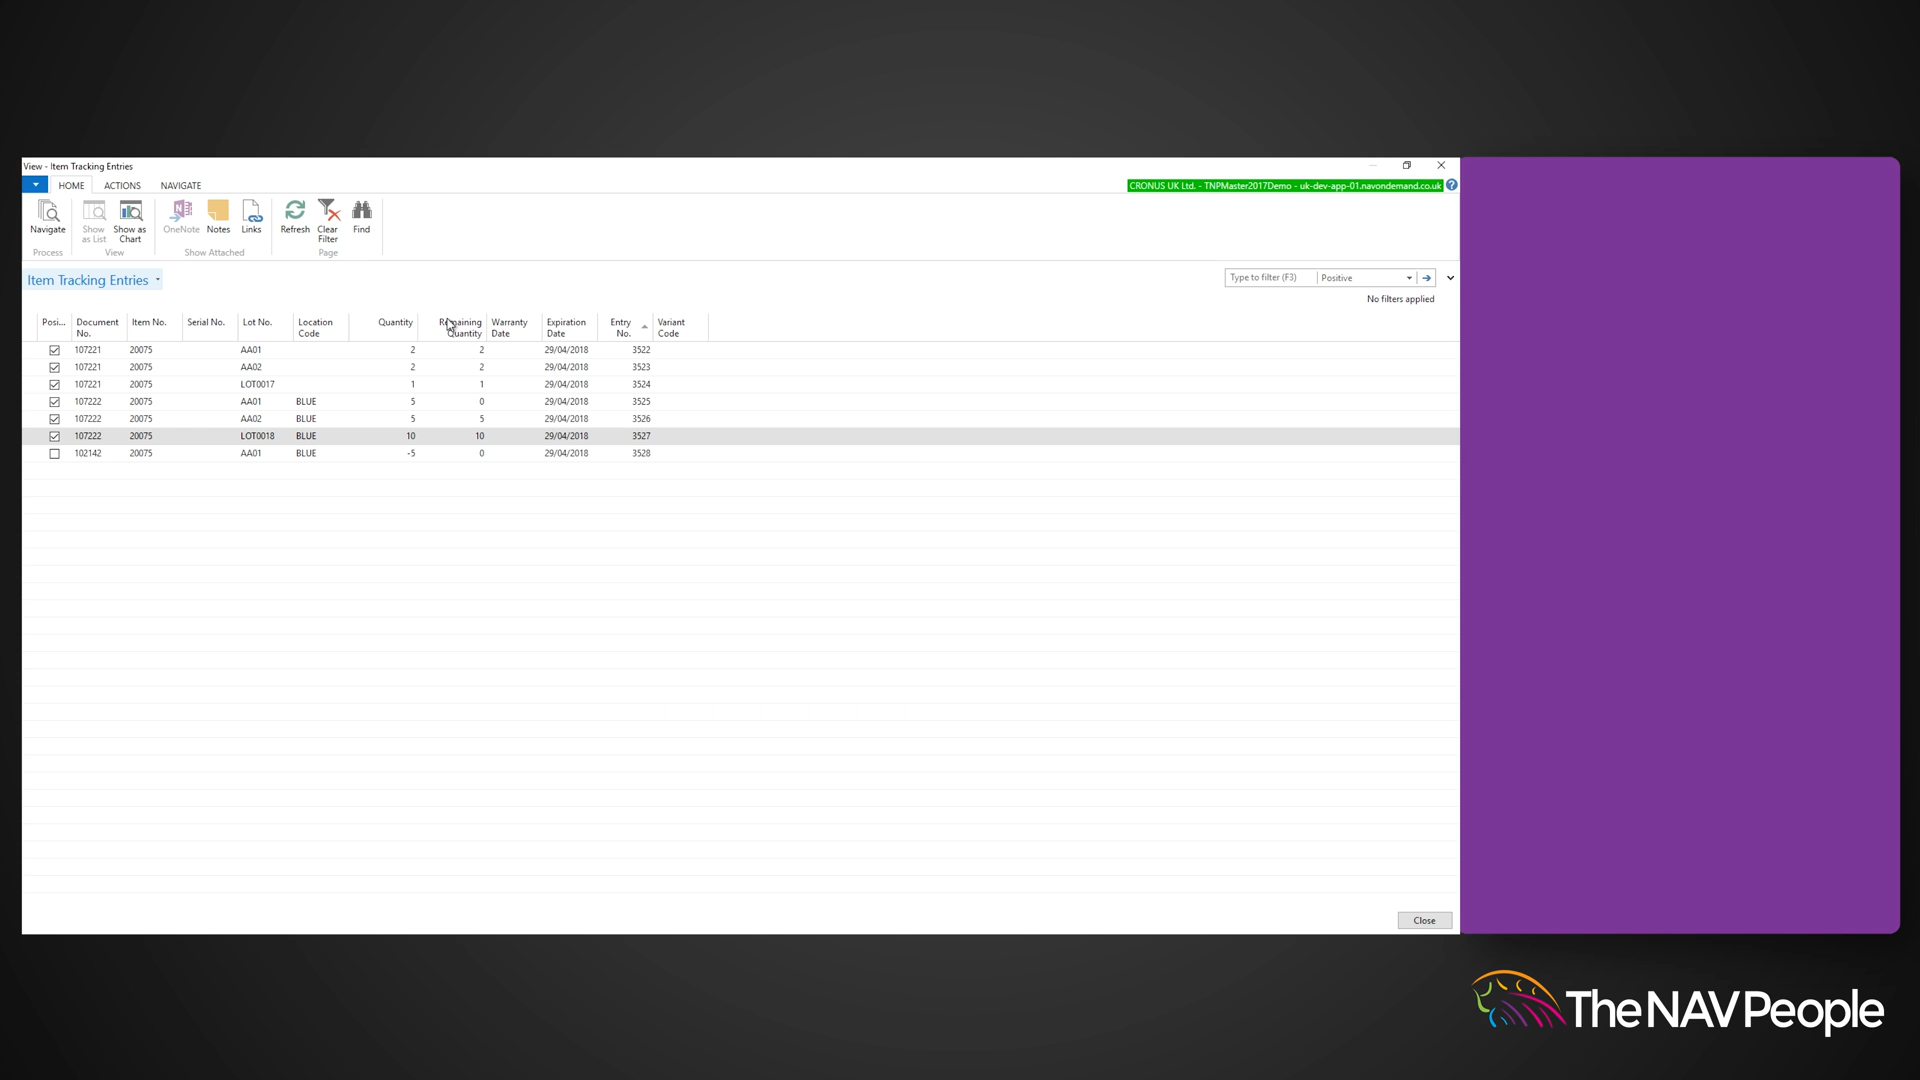 View - Item Tracking Entries
HOME ACTIONS NAVIGATE
CRONUS UK Ltd. - TNPMaster2017Demo - uk-dev-app-01.navondemand.co.uk
Navigate
Show as List
Show as Chart
OneNote
Notes
Links
Refresh
Clear Filter
Find
Process View Show Attached Page
Item Tracking Entries
Type to filter (F3) Positive
No filters applied
Posi... Document No. Item No. Serial No. Lot No. Location Code Quantity Remaining Quantity Warranty Date Expiration Date Entry No. Variant Code
107221 20075 AA01 2 2 29/04/2018 3522
107221 20075 AA02 2 2 29/04/2018 3523
107221 20075 LOT0017 1 1 29/04/2018 3524
107222 20075 AA01 BLUE 5 0 29/04/2018 3525
107222 20075 AA02 BLUE 5 5 29/04/2018 3526
107222 20075 LOT0018 BLUE 10 10 29/04/2018 3527
102142 20075 AA01 BLUE -5 0 29/04/2018 3528
Close
TheNAVPeople